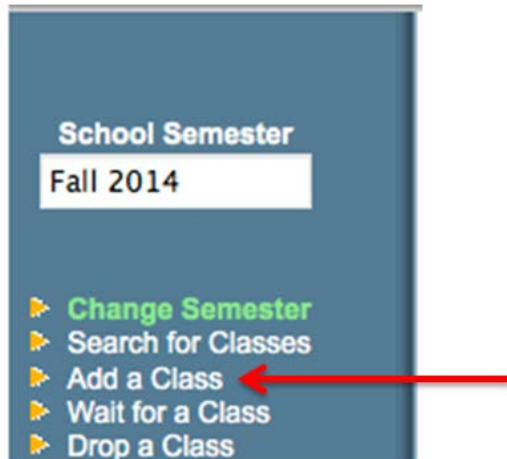 School Semester
Fall 2014
Change Semester
Search for Classes
Add a Class
Wait for a Class
Drop a Class